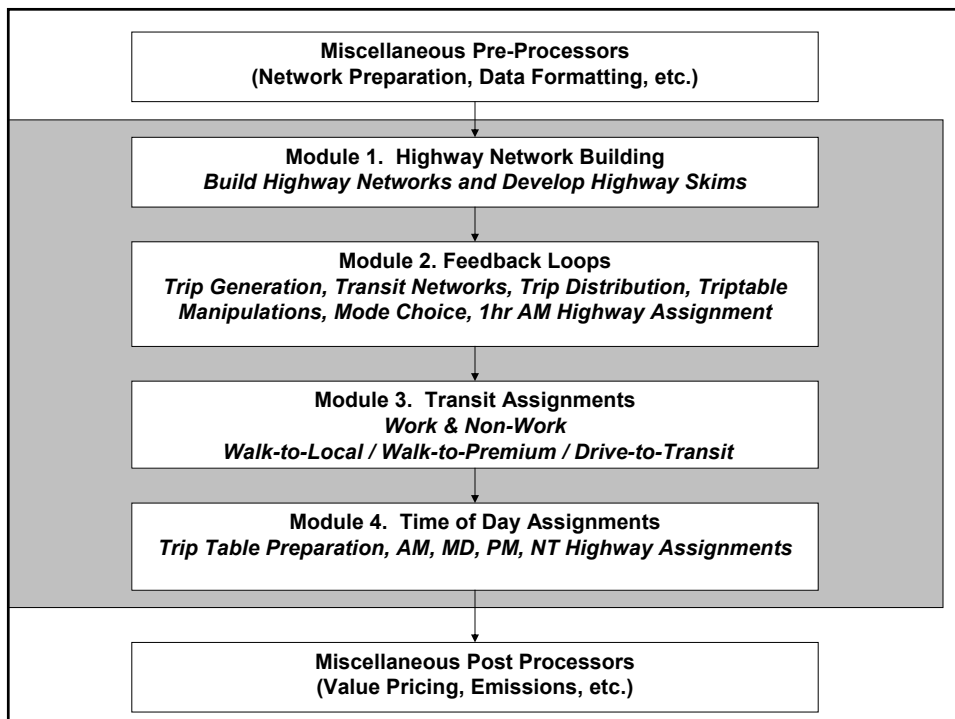 Miscellaneous Pre-Processors
(Network Preparation, Data Formatting, etc.)
Module 1.  Highway Network Building
Build Highway Networks and Develop Highway Skims
Module 2. Feedback Loops
Trip Generation, Transit Networks, Trip Distribution, Triptable
Manipulations, Mode Choice, 1hr AM Highway Assignment
Module 3.  Transit Assignments
Work & Non-Work
Walk-to-Local / Walk-to-Premium / Drive-to-Transit
Module 4.  Time of Day Assignments
Trip Table Preparation, AM, MD, PM, NT Highway Assignments
Miscellaneous Post Processors
(Value Pricing, Emissions, etc.)